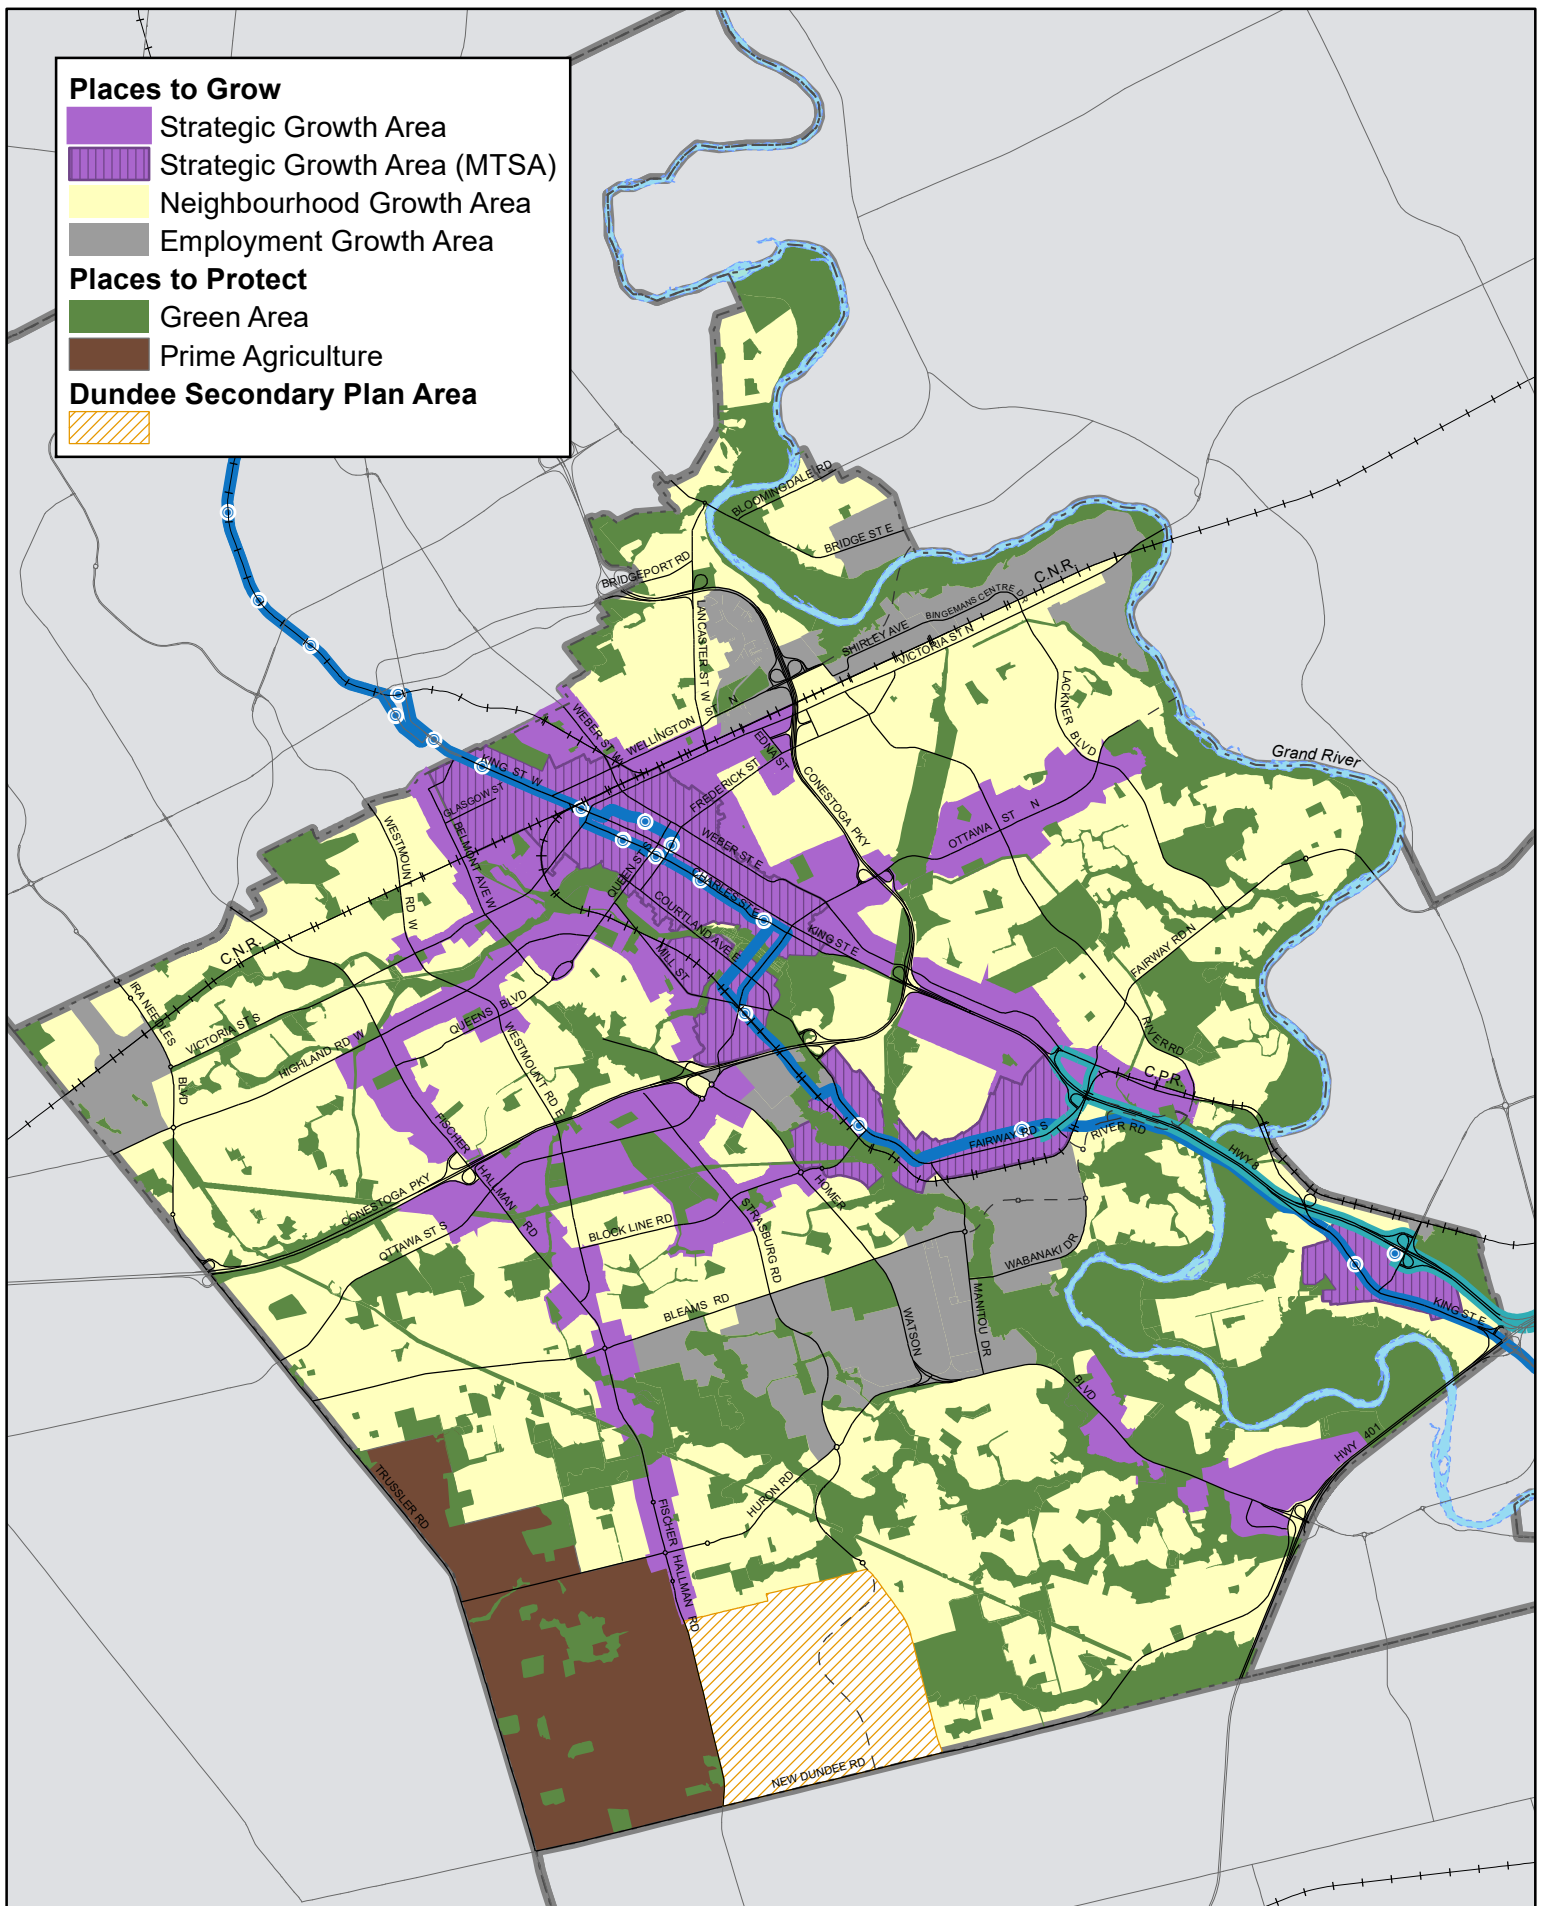 Places to Grow
Strategic Growth Area
Strategic Growth Area (MTSA)
Neighbourhood Growth Area
Employment Growth Area
Places to Protect
Green Area
Prime Agriculture
Dundee Secondary Plan Area
BLOOMINGDALE RD
BRIDGE ST E
BRIDGEPORT RD
C.N.R.
BINGEMANS CENTRE DR
SHIRLEY AVE
VICTORIA ST N
LANCASTER ST W
LACKNER BLVD
WELLINGTON ST N
WEBER ST W
EDNA ST
Grand River
KING ST W
FREDERICK ST
CONESTOGA PKY
GLASGOW ST
BELMONT AVE W
WESTMOUNT RD W
OTTAWA ST N
WEBER ST E
QUEEN ST S
CHARLES ST E
COURTLAND AVE E
KING ST E
MILL ST
FAIRWAY RD N
C.N.R.
IRA NEEDLES BLVD
VICTORIA ST S
HIGHLAND RD W
QUEENS BLVD
WESTMOUNT RD E
RIVER RD
C.P.R.
FISCHER HALLMAN RD
FAIRWAY RD S
RIVER RD
HWY 8
CONESTOGA PKY
OTTAWA ST S
BLOCK LINE RD
STRASBURG RD
HOMER WATSON BLVD
WABANAKI DR
MANITOU DR
BLEAMS RD
KING ST E
HWY 401
TRUSSLER RD
HURON RD
FISCHER HALLMAN RD
NEW DUNDEE RD